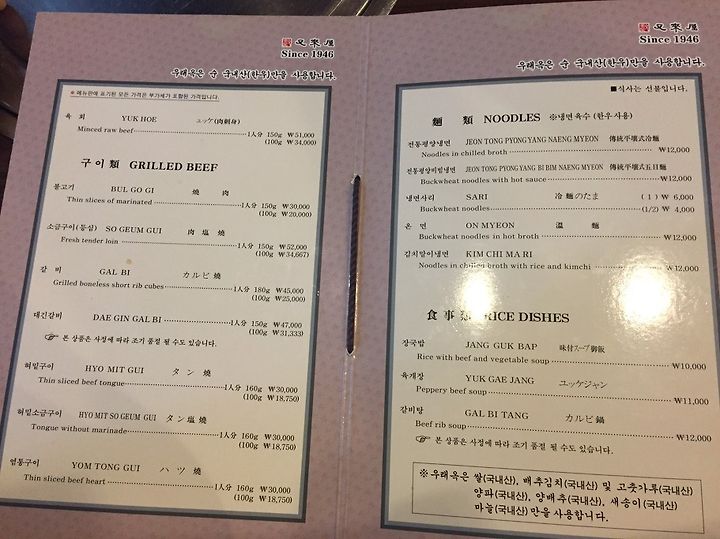 又來屋
Since 1946
우래옥은 순 국내산(한우)만을 사용합니다.
* 메뉴판에 표기된 모든 가격은 부가세가 포함된 가격입니다.
육 회 YUK HOE ユッケ(肉刺身)
Minced raw beef 1人分 150g ₩51,000
(100g ₩34,000)
구이類 GRILLED BEEF
불고기 BUL GO GI 燒 肉
Thin slices of marinated 1人分 150g ₩30,000
(100g ₩20,000)
소금구이(등심) SO GEUM GUI 肉 塩 燒
Fresh tender loin 1人分 150g ₩52,000
(100g ₩34,667)
갈 비 GAL BI カルビ 燒
Grilled boneless short rib cubes 1人分 180g ₩45,000
(100g ₩25,000)
대긴갈비 DAE GIN GAL BI 1人分 150g ₩47,000
(100g ₩31,333)
☞ 본 상품은 사정에 따라 조기 품절 될 수도 있습니다.
혀밑구이 HYO MIT GUI タン 燒
Thin sliced beef tongue 1人分 160g ₩30,000
(100g ₩18,750)
혀밑소금구이 HYO MIT SO GEUM GUI タン塩燒
Tongue without marinade 1人分 160g ₩30,000
(100g ₩18,750)
염통구이 YOM TONG GUI ハツ 燒
Thin sliced beef heart 1人分 160g ₩30,000
(100g ₩18,750)
又來屋
Since 1946
우래옥은 순 국내산(한우)만을 사용합니다.
■식사는 선불입니다.
麵 類 NOODLES ※냉면육수 (한우사용)
전통평양냉면 JEON TONG PYONG YANG NAENG MYEON 傳統平壤式冷麵
Noodles in chilled broth ₩12,000
전통평양비빔냉면 JEON TONG PYONG YANG BI BIM NAENG MYEON 傳統平壤式五目麵
Buckwheat noodles with hot sauce ₩12,000
냉면사리 SARI 冷 麵のたま ( 1 ) ₩ 6,000
Buckwheat noodles (1/2) ₩ 4,000
온 면 ON MYEON 溫 麵
Buckwheat noodles in hot broth ₩12,000
김치말이냉면 KIM CHI MA RI
Noodles in chilled broth with rice and kimchi ₩12,000
食 事 類 RICE DISHES
장국밥 JANG GUK BAP 味付スープ御飯
Rice with beef and vegetable soup ₩10,000
육개장 YUK GAE JANG ユッケジャン
Peppery beef soup ₩11,000
갈비탕 GAL BI TANG カルビ鍋
Beef rib soup ₩12,000
☞ 본 상품은 사정에 따라 조기 품절 될 수도 있습니다.
※우래옥은 쌀(국내산), 배추김치(국내산) 및 고춧가루(국내산)
양파(국내산), 양배추(국내산), 새송이(국내산)
마늘(국내산)만을 사용합니다.